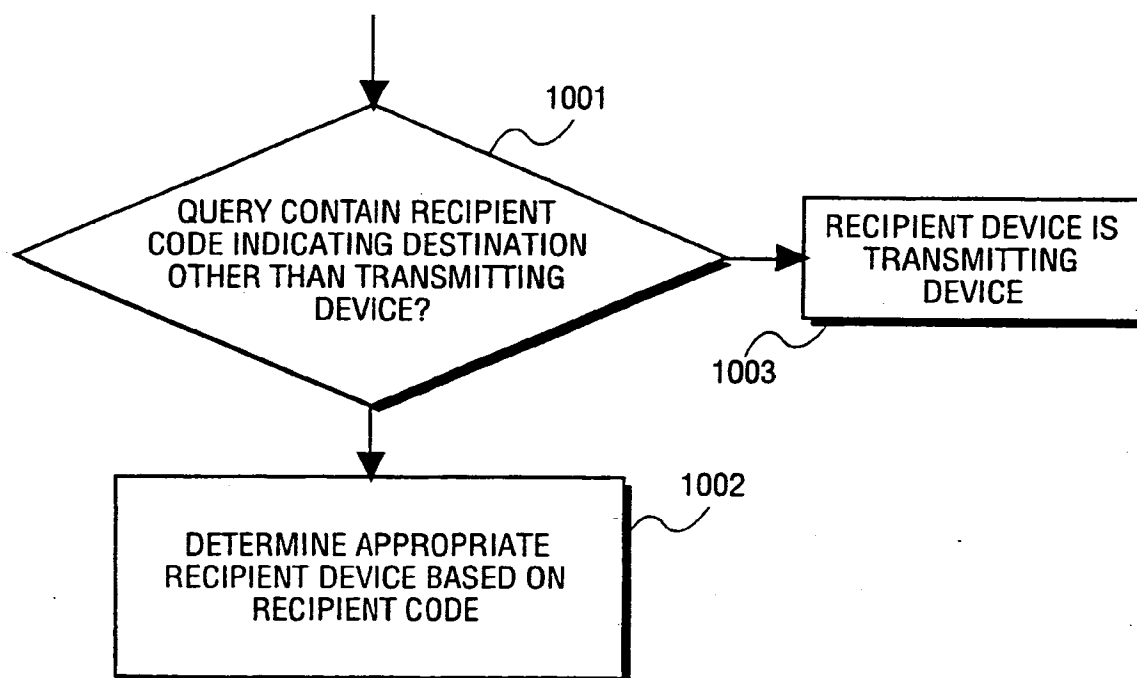 1001
QUERY CONTAIN RECIPIENT
CODE INDICATING DESTINATION
OTHER THAN TRANSMITTING
DEVICE?
RECIPIENT DEVICE IS
TRANSMITTING
DEVICE
1003
1002
DETERMINE APPROPRIATE
RECIPIENT DEVICE BASED ON
RECIPIENT CODE